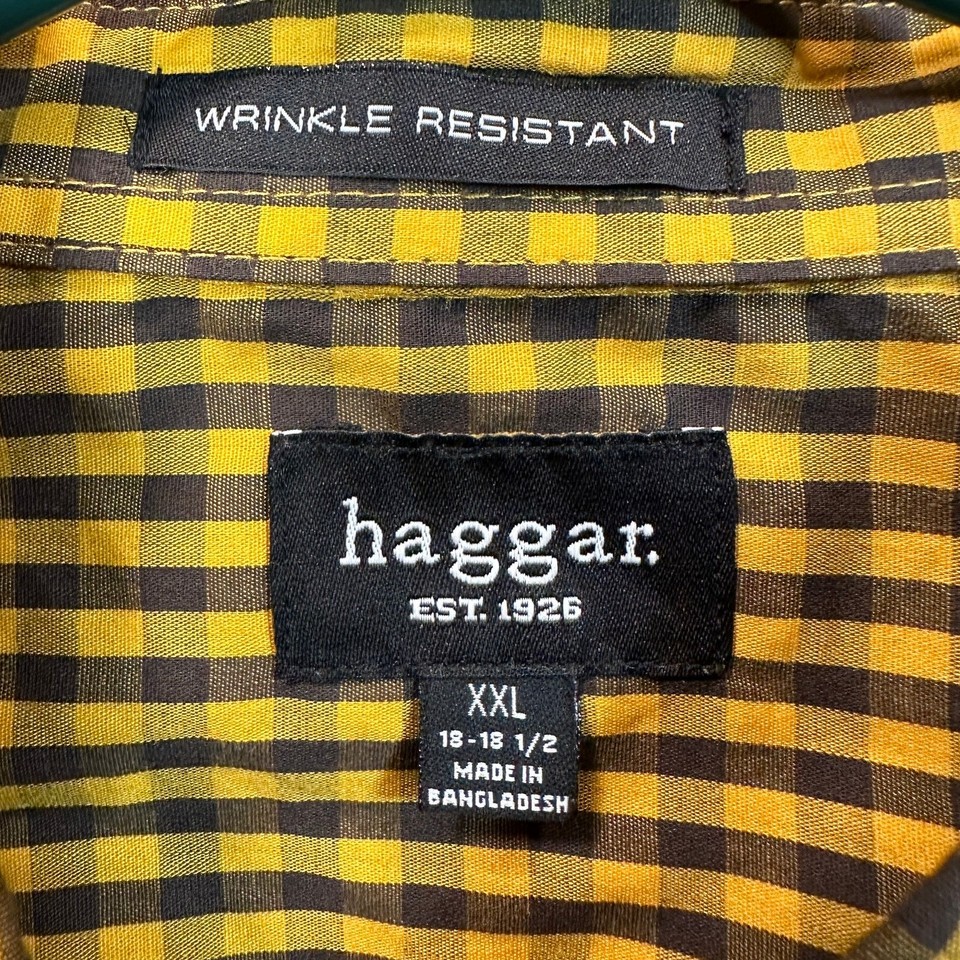 WRINKLE RESISTANT
haggar.
EST. 1926
XXL
18-18 1/2
MADE IN
BANGLADESH